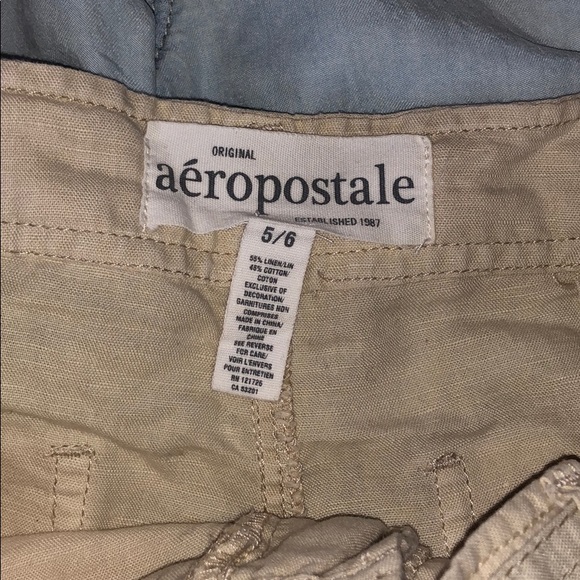 ORIGINAL
aéropostale
ESTABLISHED 1987
5/6
55% LINEN/LIN
45% COTTON/
COTON
EXCLUSIVE OF
DECORATION/
GARNITURES NON
COMPRISES
MADE IN CHINA/
FABRIQUE EN
CHINE
SEE REVERSE
FOR CARE/
VOIR L'ENVERS
POUR ENTRETIEN
RN 121726
CA 53201